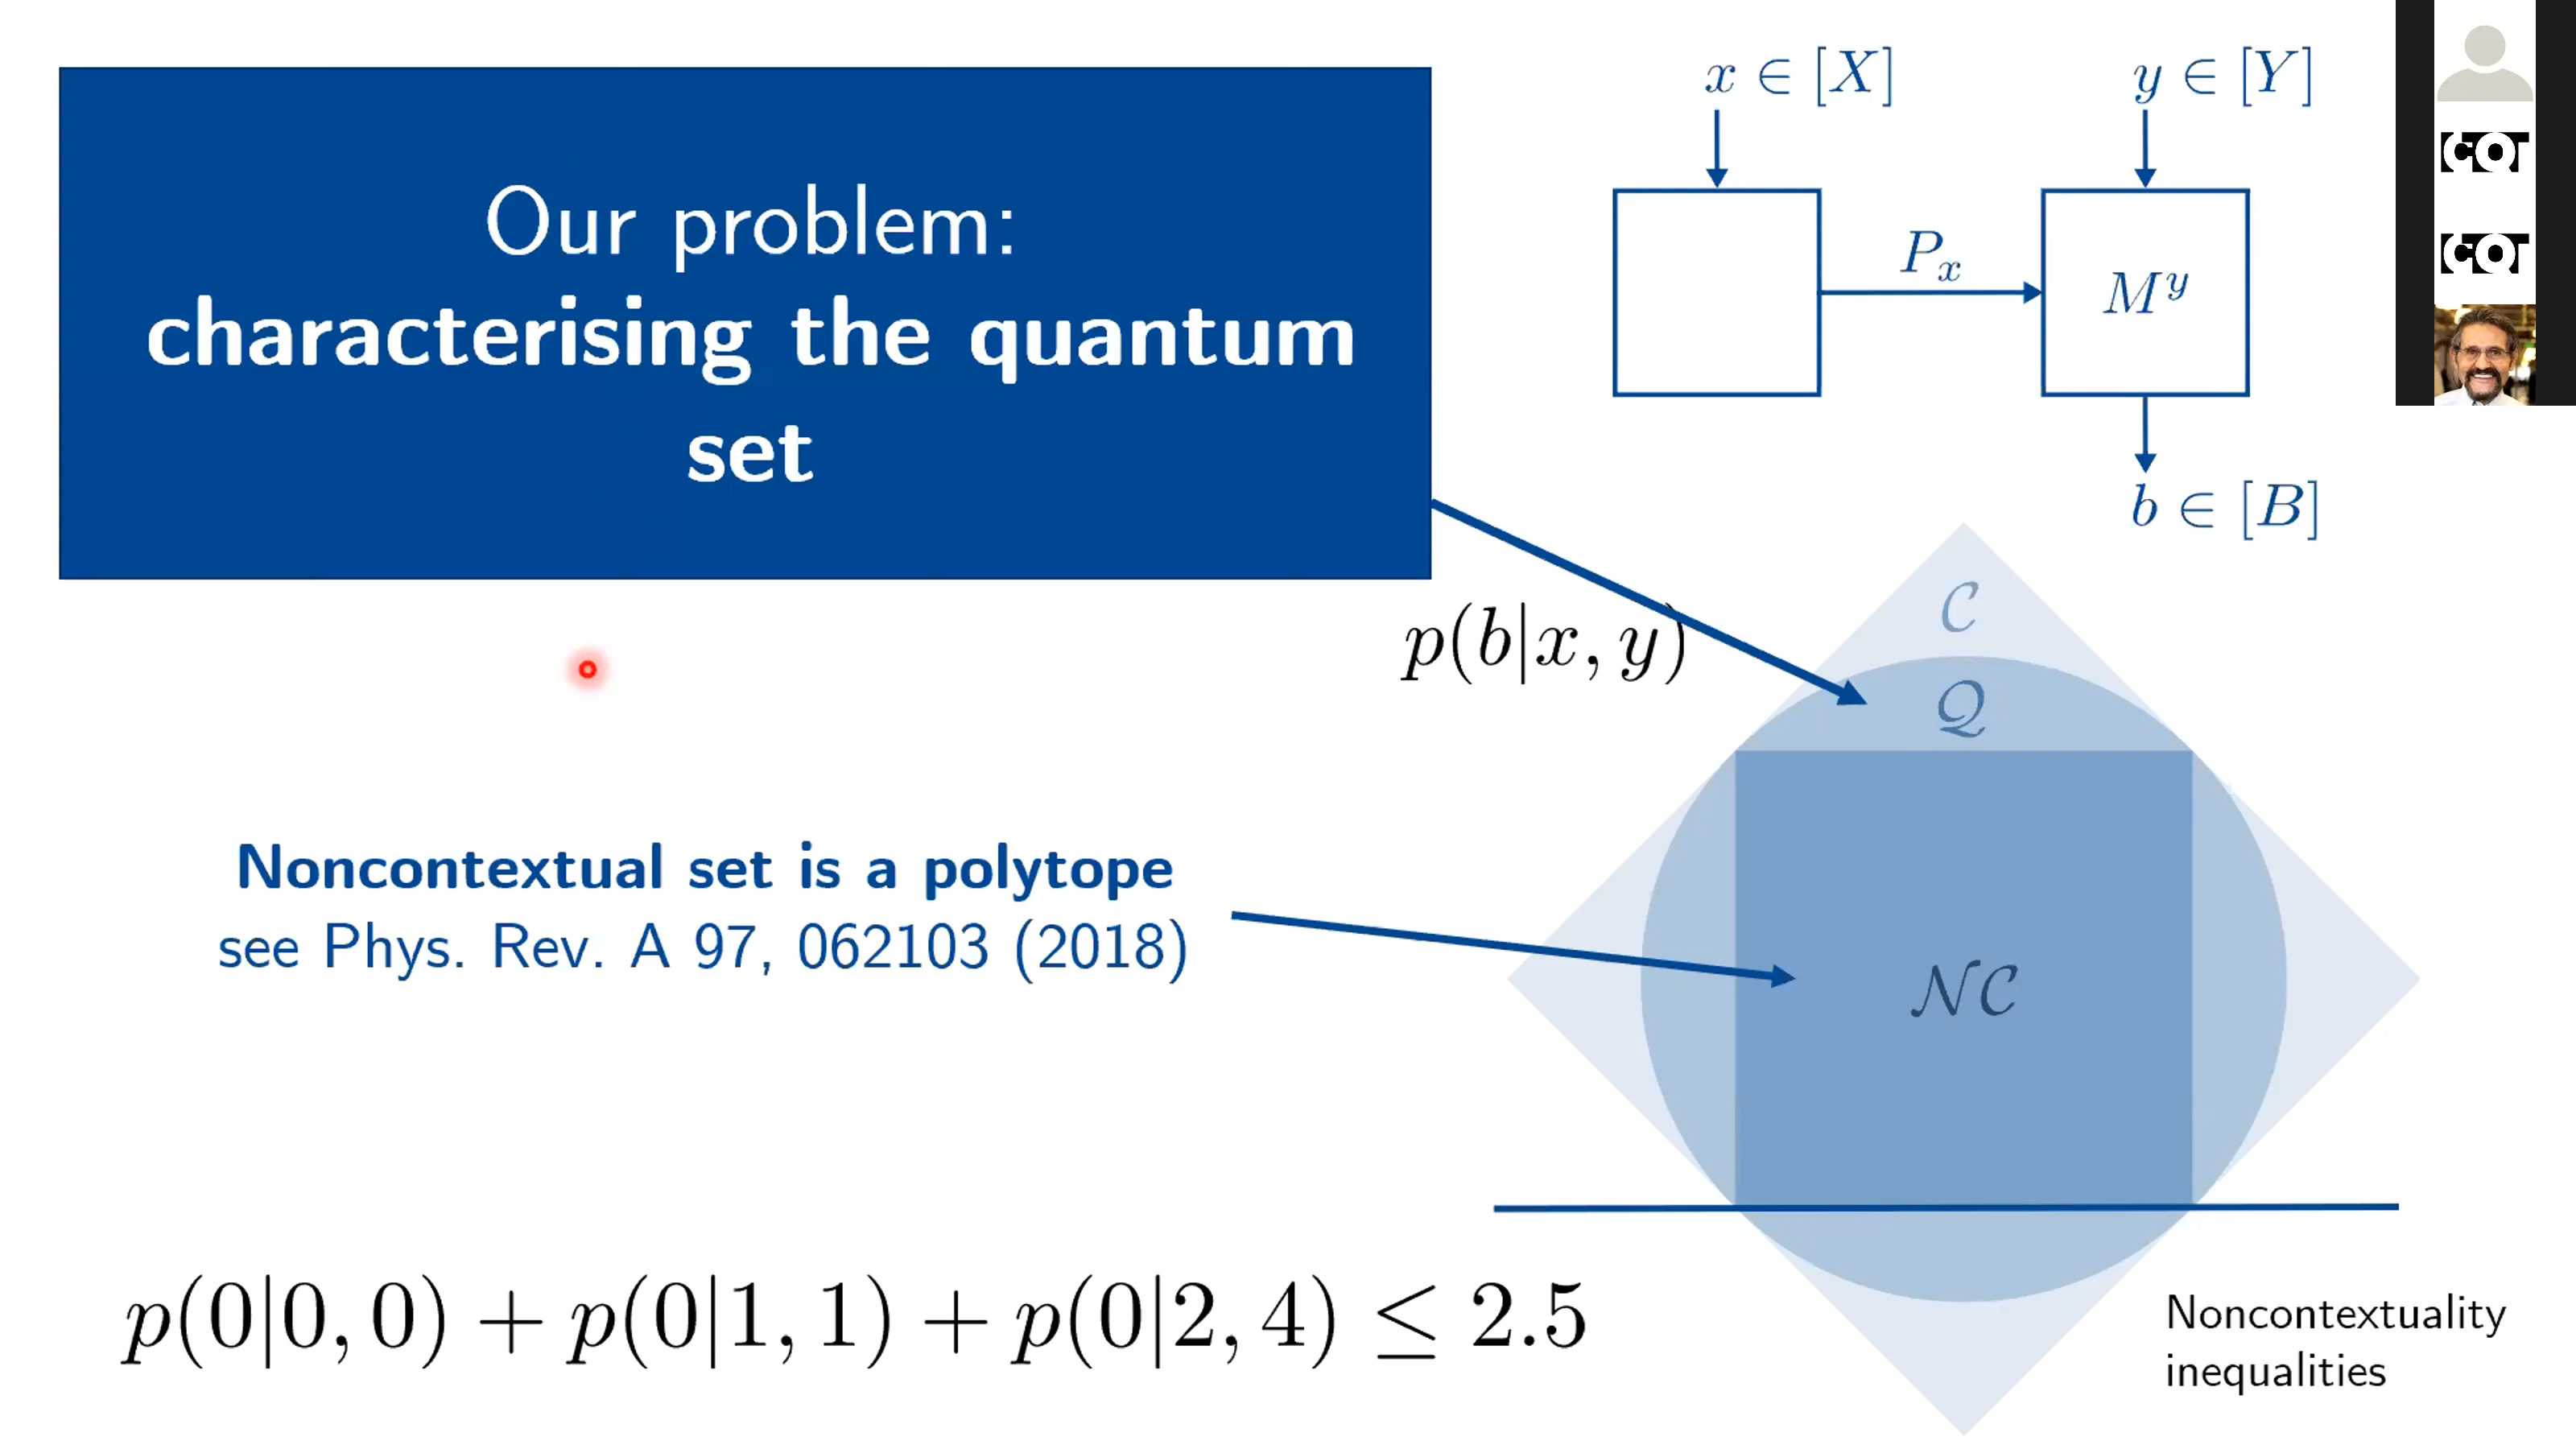 Our problem:
characterising the quantum
set
x ∈ [X]
y ∈ [Y]
P_x
M^y
b ∈ [B]
p(b|x, y)
C
Q
Noncontextual set is a polytope
see Phys. Rev. A 97, 062103 (2018)
NC
p(0|0, 0) + p(0|1, 1) + p(0|2, 4) ≤ 2.5
Noncontextuality
inequalities